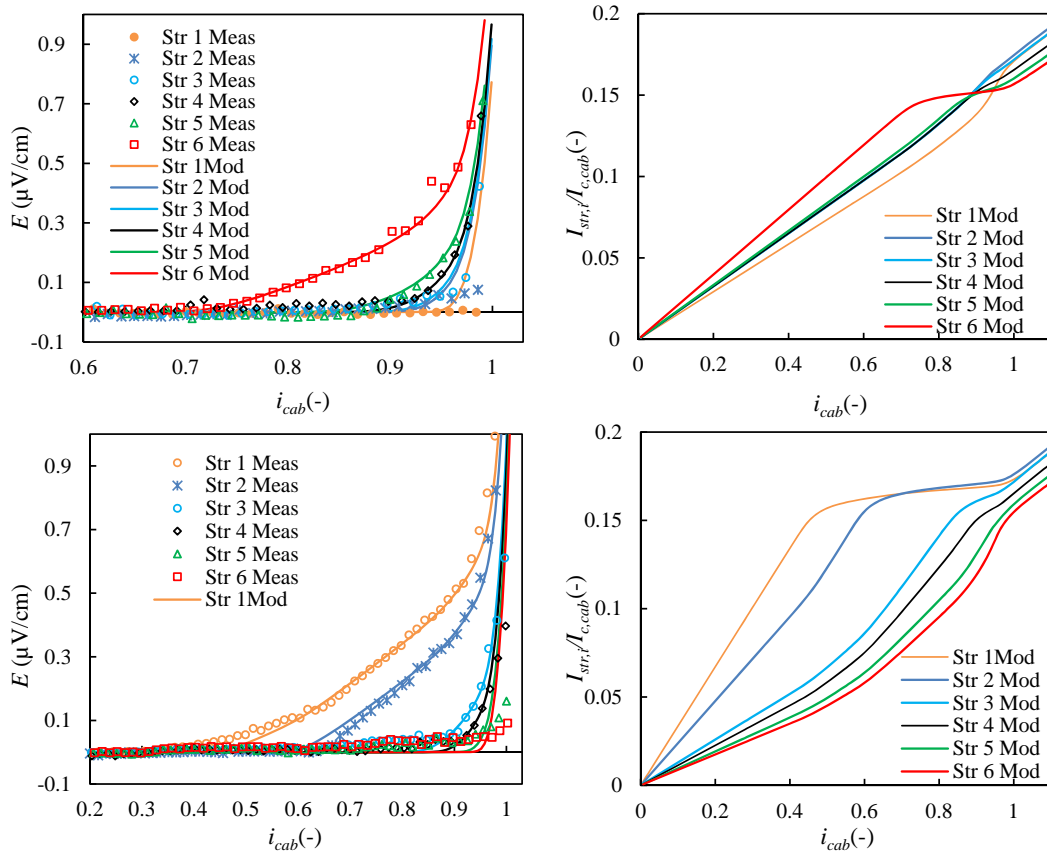 0.9
0.7
0.5
0.3
0.1
-0.1
E (µV/cm)
Str 1 Meas
Str 2 Meas
Str 3 Meas
Str 4 Meas
Str 5 Meas
Str 6 Meas
Str 1Mod
Str 2 Mod
Str 3 Mod
Str 4 Mod
Str 5 Mod
Str 6 Mod
0.6 0.7 0.8 0.9 1
i_cab(-)
0.2
0.15
0.1
0.05
0
I_str,i/I_c,cab(-)
Str 1Mod
Str 2 Mod
Str 3 Mod
Str 4 Mod
Str 5 Mod
Str 6 Mod
0 0.2 0.4 0.6 0.8 1
i_cab(-)
0.9
0.7
0.5
0.3
0.1
-0.1
E (µV/cm)
Str 1 Meas
Str 2 Meas
Str 3 Meas
Str 4 Meas
Str 5 Meas
Str 6 Meas
Str 1Mod
0.2 0.3 0.4 0.5 0.6 0.7 0.8 0.9 1
i_cab(-)
0.2
0.15
0.1
0.05
0
I_str,i/I_c,cab(-)
Str 1Mod
Str 2 Mod
Str 3 Mod
Str 4 Mod
Str 5 Mod
Str 6 Mod
0 0.2 0.4 0.6 0.8 1
i_cab(-)